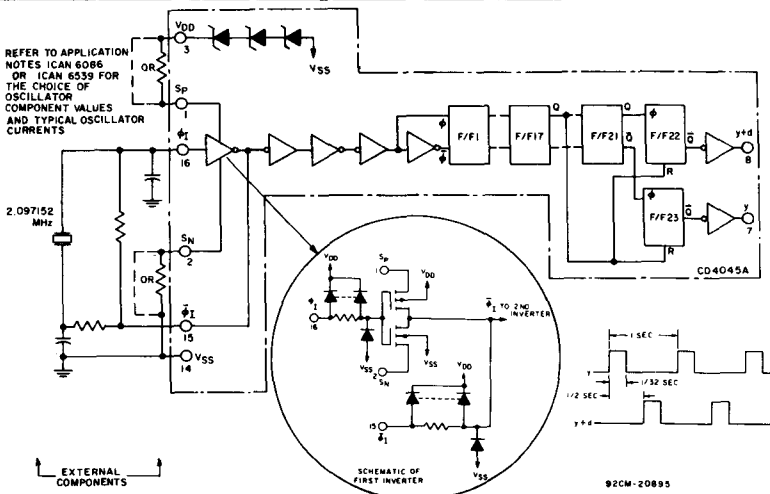 REFER TO APPLICATION
NOTES ICAN 6086
OR ICAN 6539 FOR
THE CHOICE OF
OSCILLATOR
COMPONENT VALUES
AND TYPICAL OSCILLATOR
CURRENTS
VDD
3
VSS
OR
SP
1
ϕI
16
2.097152
MHz
SN
2
OR
ϕ̄I
15
VSS
14
ϕ
ϕ̄
F/F1
F/F17
Q
F/F21
Q
Q̄
ϕ
F/F22
Q̄
R
y+d
8
ϕ
F/F23
Q̄
R
y
7
CD4045A
SP
1
VDD
VDD
ϕI
16
ϕ̄I TO 2ND
INVERTER
VSS
VSS
2
SN
VDD
15
ϕ̄I
VSS
SCHEMATIC OF
FIRST INVERTER
1 SEC
y
1/32 SEC
1/2 SEC
y+d
EXTERNAL
COMPONENTS
92CM-20895